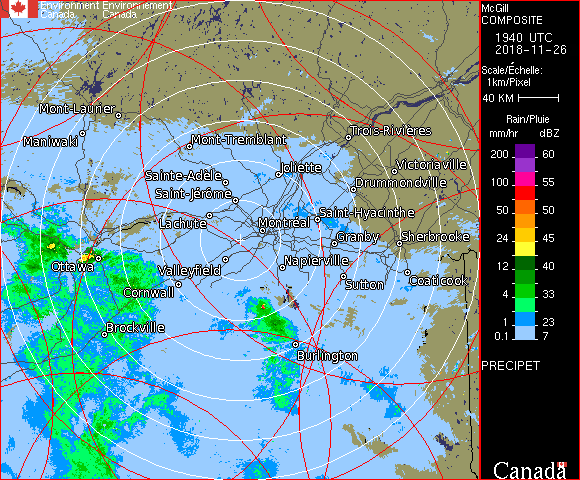 Environment Environnement
Canada Canada
McGill
COMPOSITE
1940 UTC
2018-11-26
Scale/Échelle:
1km/Pixel
40 KM
Rain/Pluie
mm/hr dBZ
200 60
100 55
50 50
24 45
12 40
4 33
1 23
0.1 7
PRECIPET
Canada
Mont-Laurier
Maniwaki
Mont-Tremblant
Trois-Rivières
Sainte-Adèle
Joliette
Victoriaville
Saint-Jérôme
Drummondville
Lachute
Montréal
Saint-Hyacinthe
Granby
Sherbrooke
Ottawa
Valleyfield
Napierville
Cornwall
Sutton
Coaticook
Brockville
Burlington